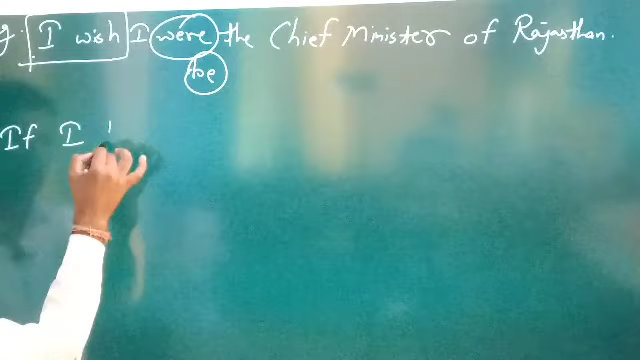 g. I wish I were the Chief Minister of Rajasthan.
be
If I